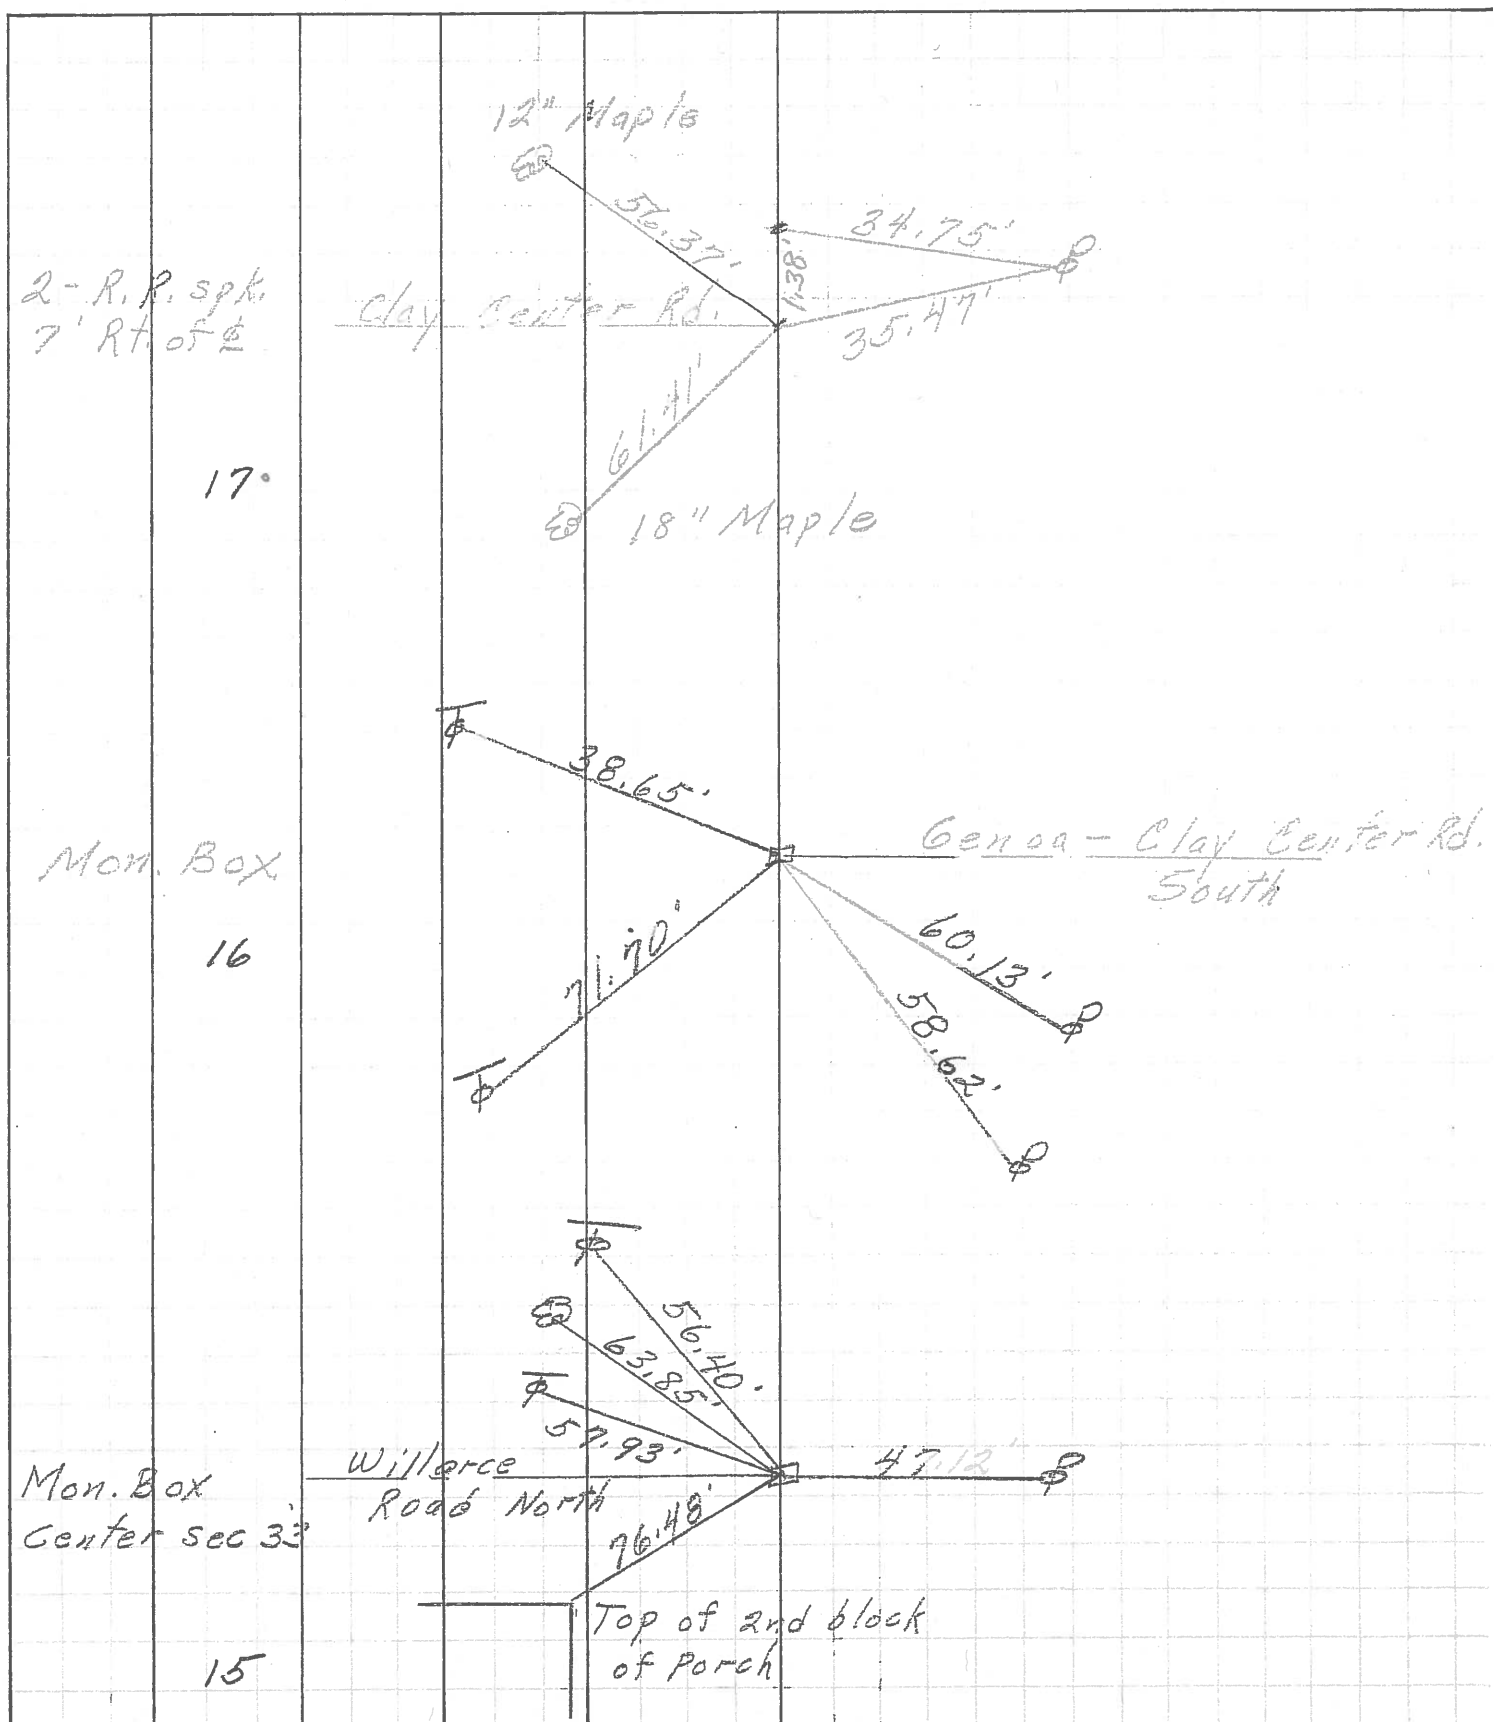 12" Maple
56.37'
34.75'
1.38'
2-R.R. spk.
7' Rt. of ℄
Clay Center Rd.
35.47'
61.71'
17
18" Maple
38.65'
Mon. Box
Genoa - Clay Center Rd.
South
16
71.70'
60.13'
58.62'
56.40'
63.85'
57.93'
Mon. Box
Center sec 33
Road North
47.12'
76.48'
Top of 2nd block
of Porch
15